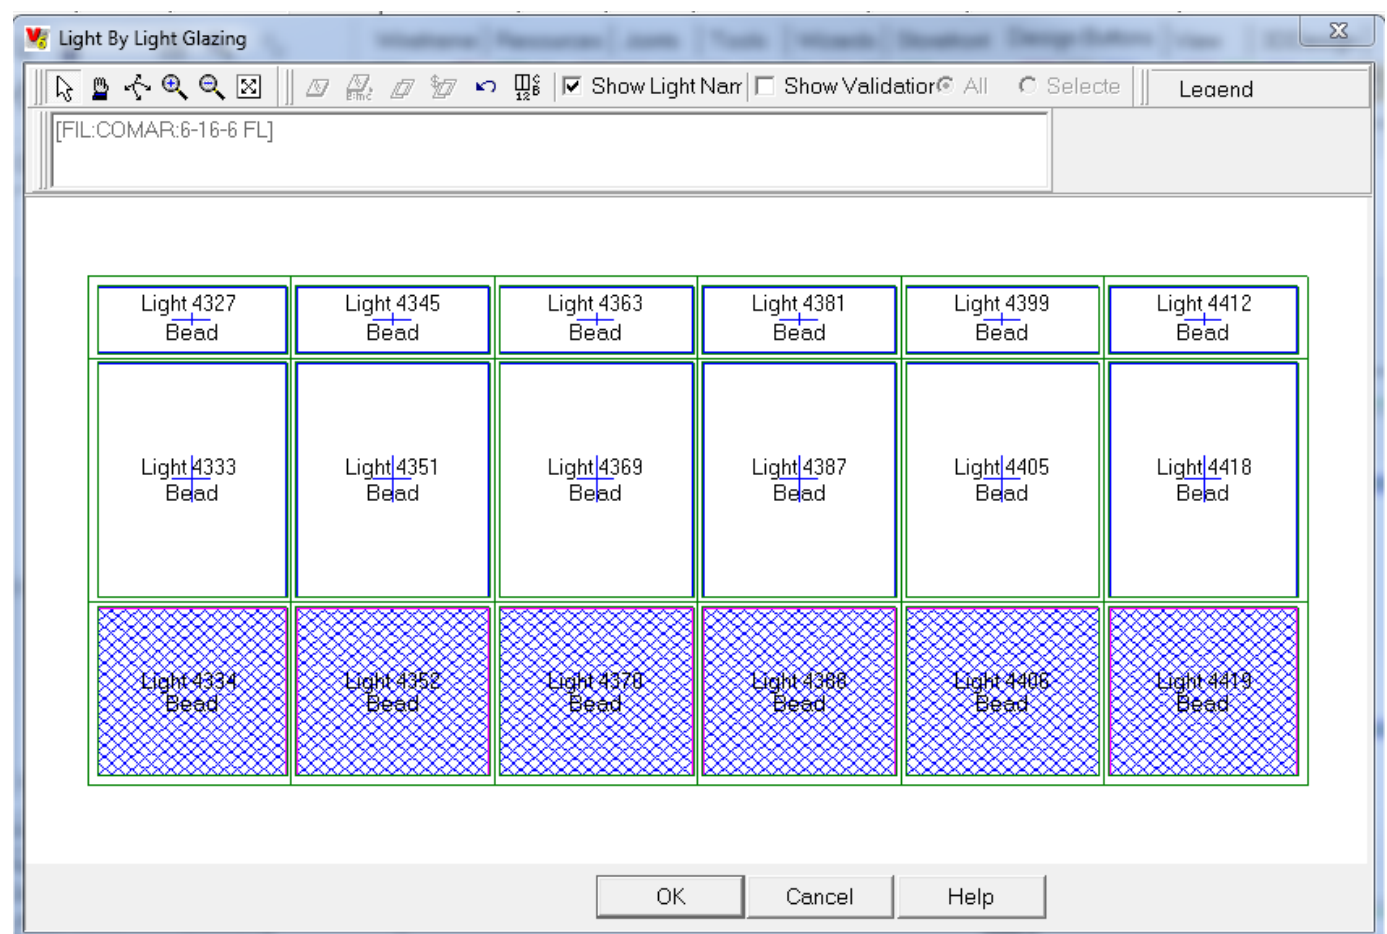 Light By Light Glazing
Show Light Nam
Show Validation
All
Selecte
Legend
[FIL:COMAR:6-16-6 FL]
Light 4327 Light 4345 Light 4363 Light 4381 Light 4399 Light 4412
Bead Bead Bead Bead Bead Bead
Light 4333 Light 4351 Light 4369 Light 4387 Light 4405 Light 4418
Bead Bead Bead Bead Bead Bead
Light 4334 Light 4352 Light 4370 Light 4388 Light 4406 Light 4419
Bead Bead Bead Bead Bead Bead
OK Cancel Help